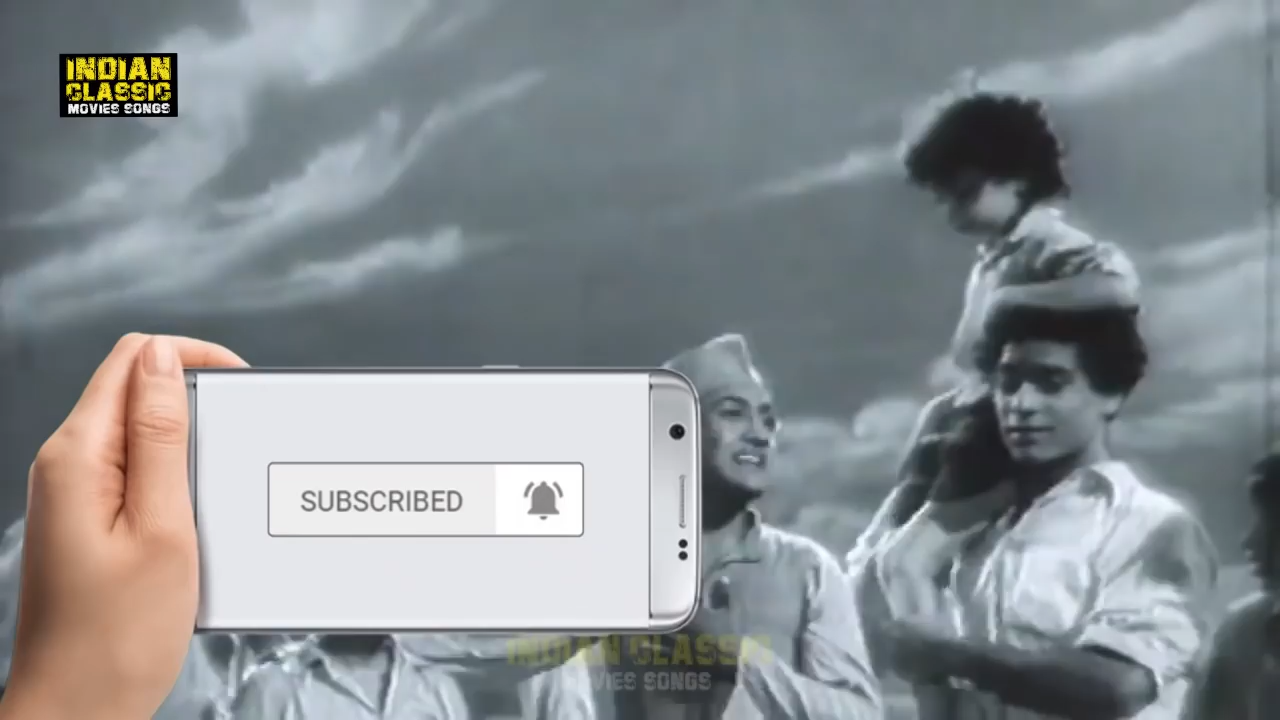 INDIAN
CLASSIC
MOVIES SONGS
SUBSCRIBED
INDIAN CLASSIC
MOVIES SONGS